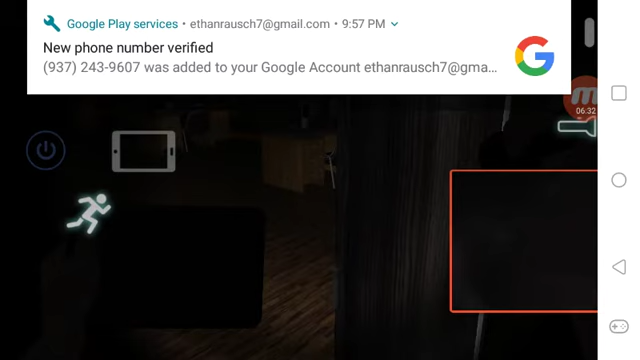 Google Play services • ethanrausch7@gmail.com • 9:57 PM
New phone number verified
(937) 243-9607 was added to your Google Account ethanrausch7@gma...
06:32